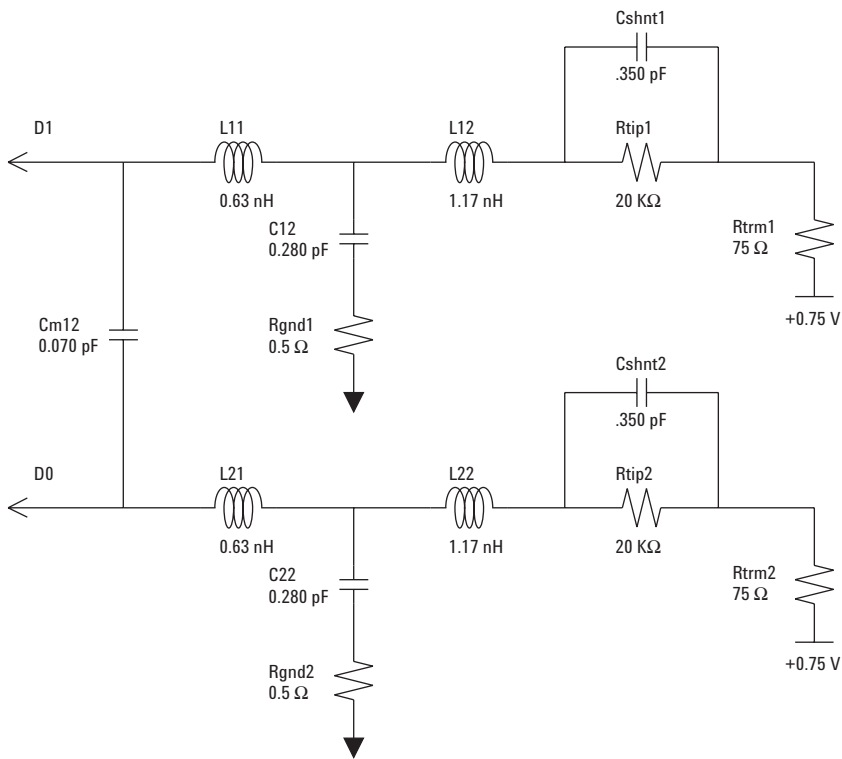 Cshnt1
.350 pF
D1
L11
L12
Rtip1
0.63 nH
1.17 nH
20 KΩ
C12
0.280 pF
Rtrm1
75 Ω
Cm12
0.070 pF
Rgnd1
0.5 Ω
+0.75 V
Cshnt2
.350 pF
D0
L21
L22
Rtip2
0.63 nH
1.17 nH
20 KΩ
C22
0.280 pF
Rtrm2
75 Ω
Rgnd2
0.5 Ω
+0.75 V